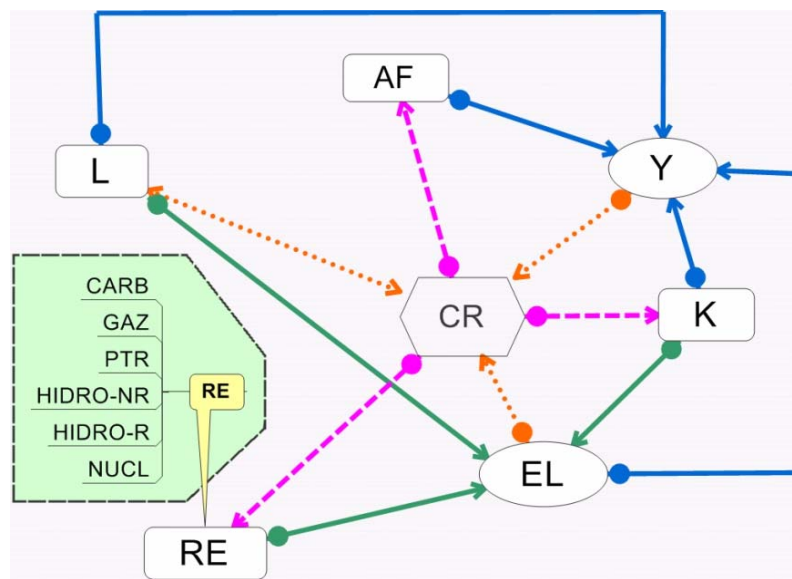 AF
Y
L
CARB
GAZ
PTR
HIDRO-NR
HIDRO-R
NUCL
RE
CR
K
EL
RE